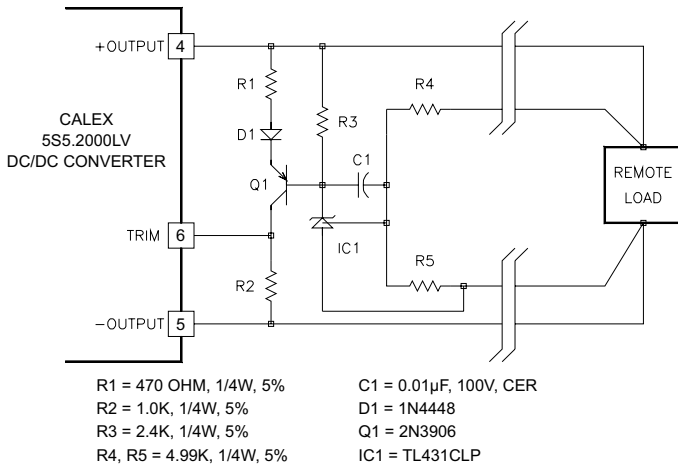 +OUTPUT 4
CALEX
5S5.2000LV
DC/DC CONVERTER
TRIM 6
-OUTPUT 5
R1
D1
Q1
R2
R3
C1
IC1
R4
R5
REMOTE
LOAD
R1 = 470 OHM, 1/4W, 5%
R2 = 1.0K, 1/4W, 5%
R3 = 2.4K, 1/4W, 5%
R4, R5 = 4.99K, 1/4W, 5%
C1 = 0.01µF, 100V, CER
D1 = 1N4448
Q1 = 2N3906
IC1 = TL431CLP